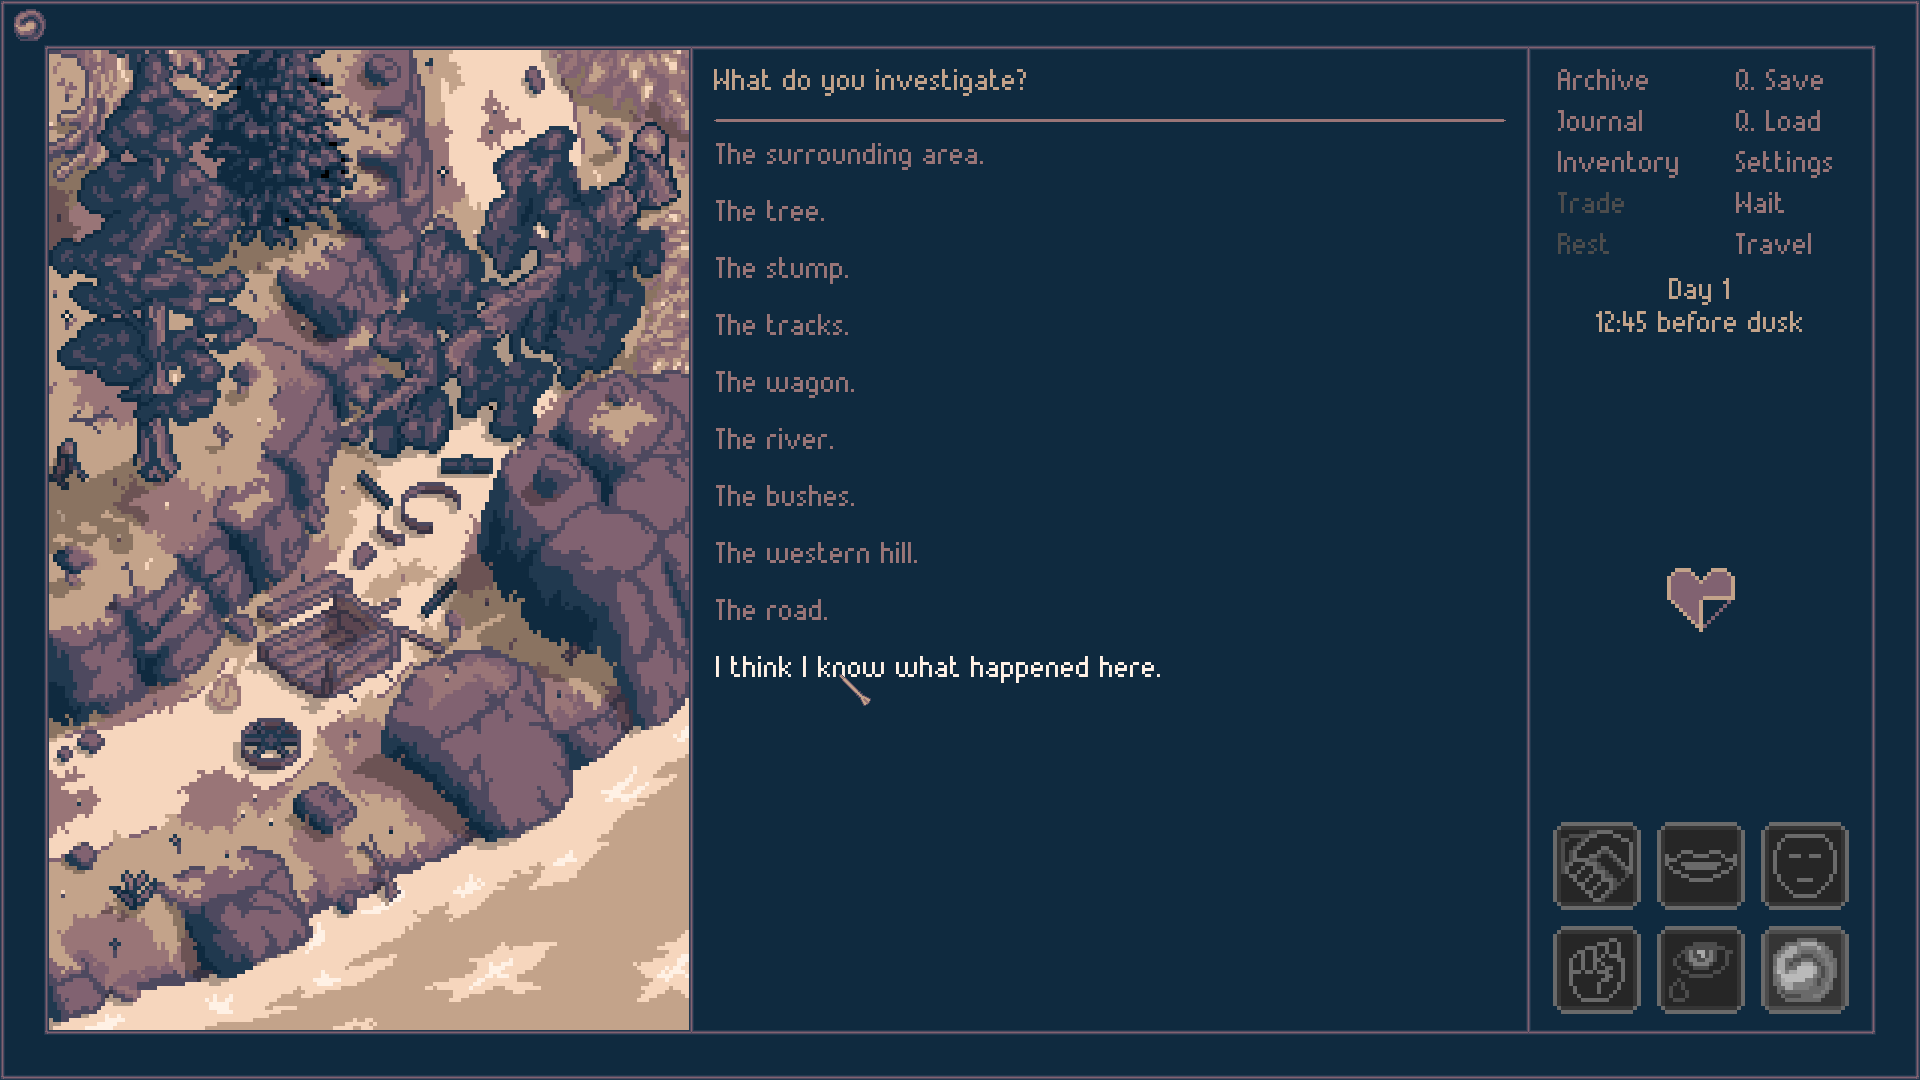 What do you investigate?
The surrounding area.
The tree.
The stump.
The tracks.
The wagon.
The river.
The bushes.
The western hill.
The road.
I think I know what happened here.
Archive Q. Save
Journal Q. Load
Inventory Settings
Trade Wait
Rest Travel
Day 1
12:45 before dusk